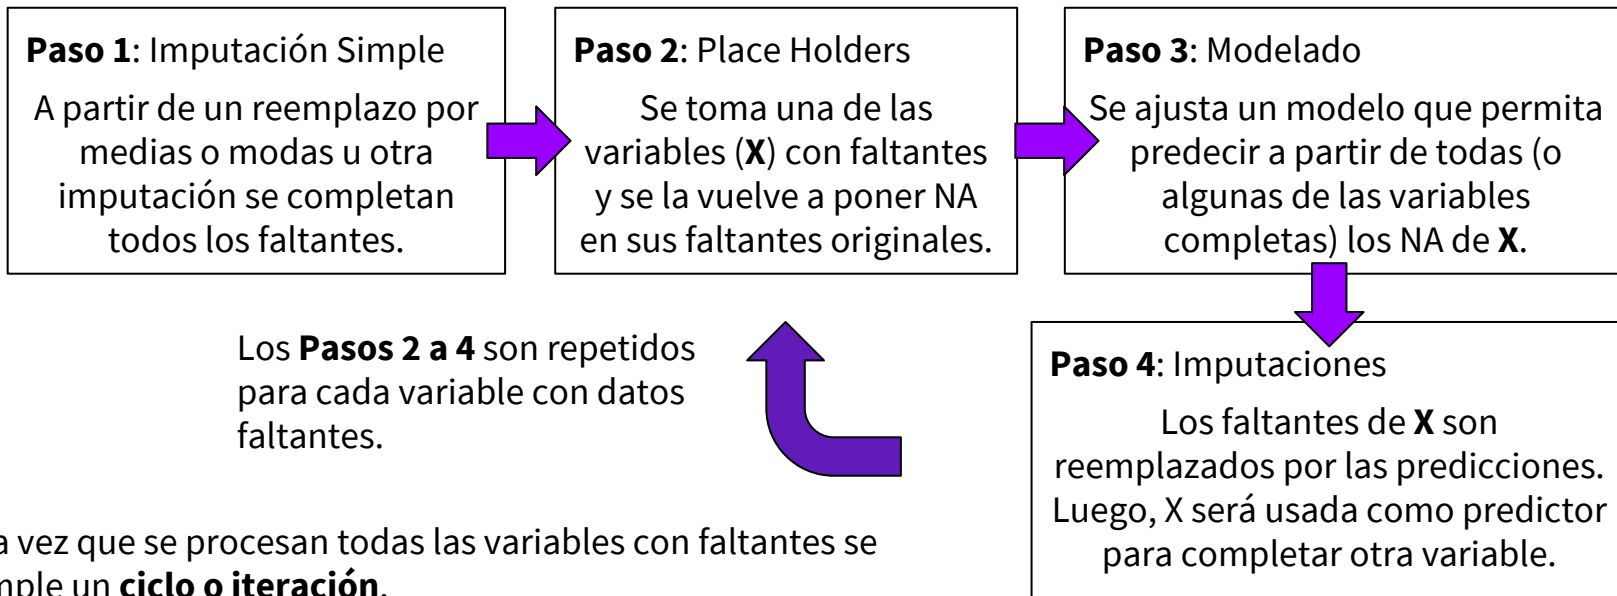 Paso 1: Imputación Simple
A partir de un reemplazo por
medias o modas u otra
imputación se completan
todos los faltantes.
Paso 2: Place Holders
Se toma una de las
variables (X) con faltantes
y se la vuelve a poner NA
en sus faltantes originales.
Paso 3: Modelado
Se ajusta un modelo que permita
predecir a partir de todas (o
algunas de las variables
completas) los NA de X.
Los Pasos 2 a 4 son repetidos
para cada variable con datos
faltantes.
Paso 4: Imputaciones
Los faltantes de X son
reemplazados por las predicciones.
Luego, X será usada como predictor
para completar otra variable.
a vez que se procesan todas las variables con faltantes se
mple un ciclo o iteración.